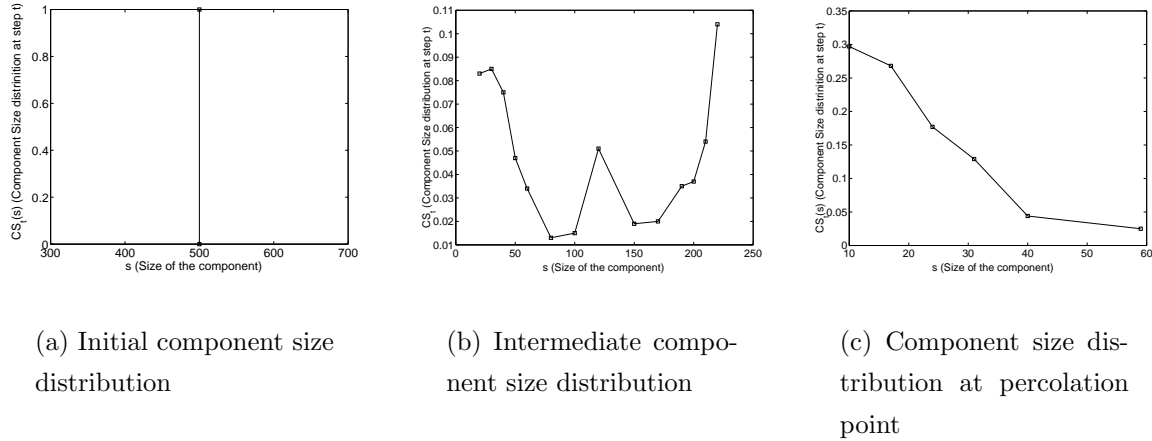 1
0.8
0.6
0.4
0.2
0
300 400 500 600 700
s (Size of the component)
CS_t(s) (Component Size distrinition at step t)
0.11
0.1
0.09
0.08
0.07
0.06
0.05
0.04
0.03
0.02
0.01
0 50 100 150 200 250
s (Size of the component)
CS_t (Component Size distribution at step t)
0.35
0.3
0.25
0.2
0.15
0.1
0.05
0
10 20 30 40 50 60
s (Size of the component)
CS_t(s) (Component Size distrinition at step t)
(a) Initial component size
distribution
(b) Intermediate compo-
nent size distribution
(c) Component size dis-
tribution at percolation
point